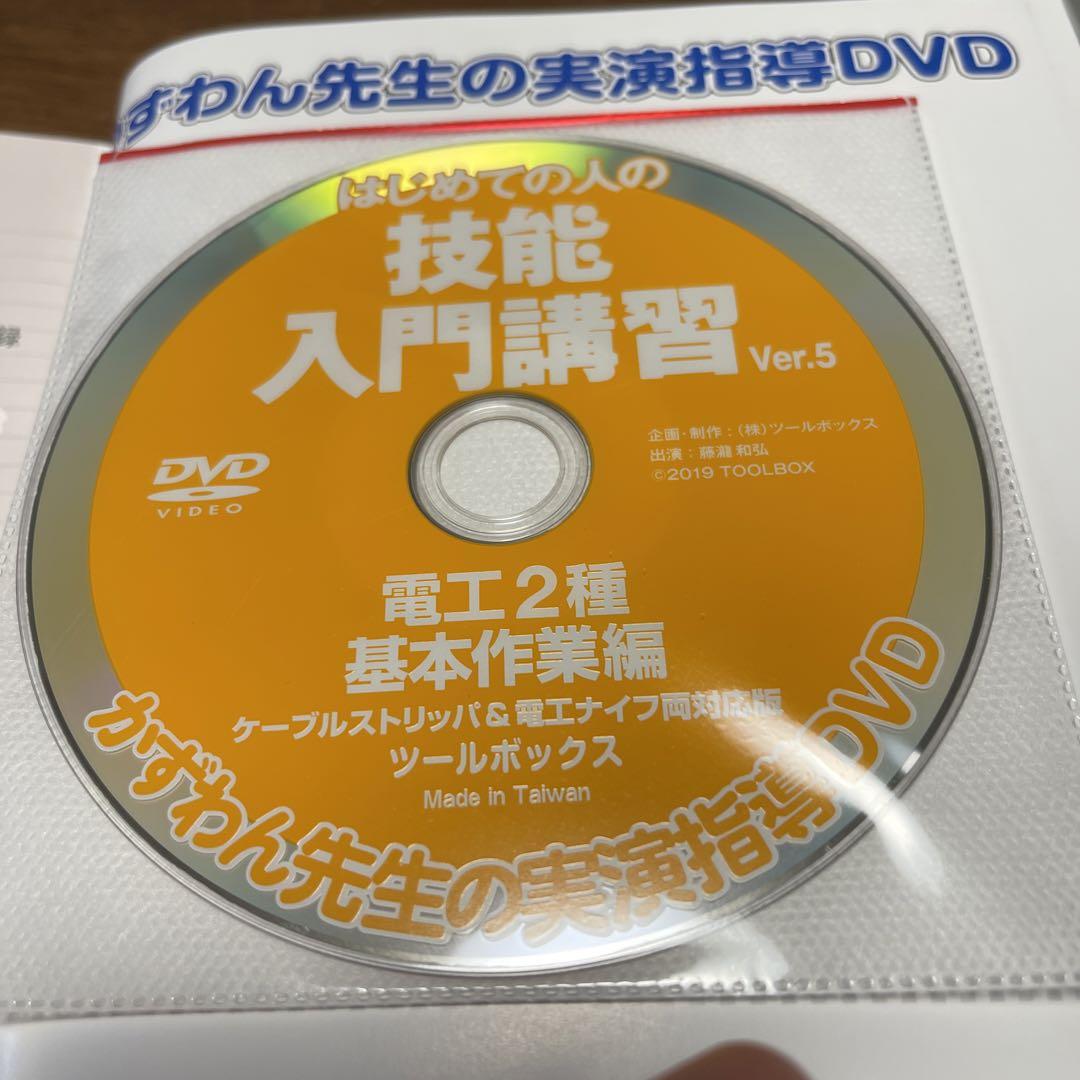 ずわん先生の実演指導DVD
はじめての人の
技能
入門講習 Ver.5
企画・制作：(株)ツールボックス
出演：藤瀧 和弘
©2019 TOOLBOX
DVD
VIDEO
電工2種
基本作業編
ケーブルストリッパ&電工ナイフ両対応版
ツールボックス
Made in Taiwan
かずわん先生の実演指導DVD
録